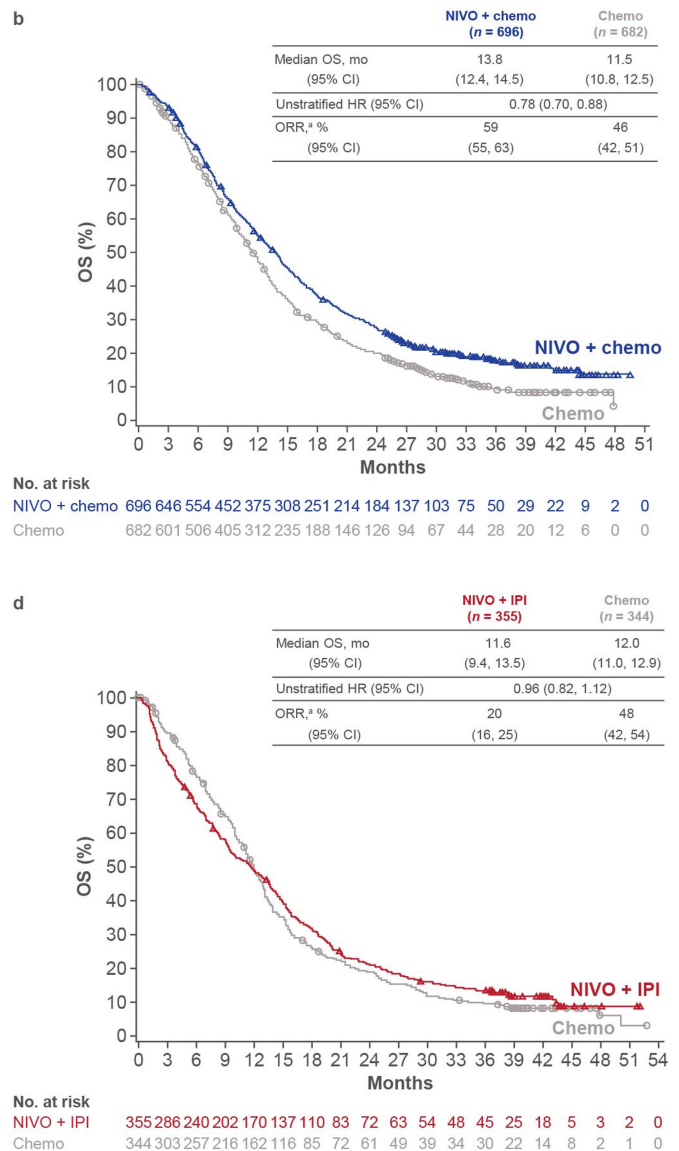 b
NIVO + chemo Chemo
(n = 696) (n = 682)
Median OS, mo 13.8 11.5
(95% CI) (12.4, 14.5) (10.8, 12.5)
Unstratified HR (95% CI) 0.78 (0.70, 0.88)
ORR,ᵃ % 59 46
(95% CI) (55, 63) (42, 51)
OS (%)
100
90
80
70
60
50
40
30
20
10
0
NIVO + chemo
Chemo
0 3 6 9 12 15 18 21 24 27 30 33 36 39 42 45 48 51
Months
No. at risk
NIVO + chemo 696 646 554 452 375 308 251 214 184 137 103 75 50 29 22 9 2 0
Chemo 682 601 506 405 312 235 188 146 126 94 67 44 28 20 12 6 0 0
d
NIVO + IPI Chemo
(n = 355) (n = 344)
Median OS, mo 11.6 12.0
(95% CI) (9.4, 13.5) (11.0, 12.9)
Unstratified HR (95% CI) 0.96 (0.82, 1.12)
ORR,ᵃ % 20 48
(95% CI) (16, 25) (42, 54)
OS (%)
100
90
80
70
60
50
40
30
20
10
0
NIVO + IPI
Chemo
0 3 6 9 12 15 18 21 24 27 30 33 36 39 42 45 48 51 54
Months
No. at risk
NIVO + IPI 355 286 240 202 170 137 110 83 72 63 54 48 45 25 18 5 3 2 0
Chemo 344 303 257 216 162 116 85 72 61 49 39 34 30 22 14 8 2 1 0